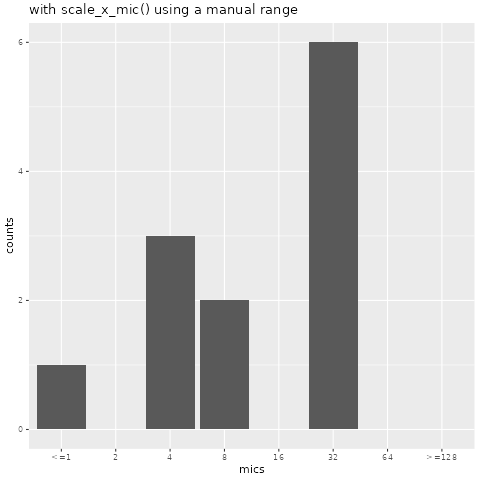 with scale_x_mic() using a manual range
6
4
2
0
counts
<=1 2 4 8 16 32 64 >=128
mics